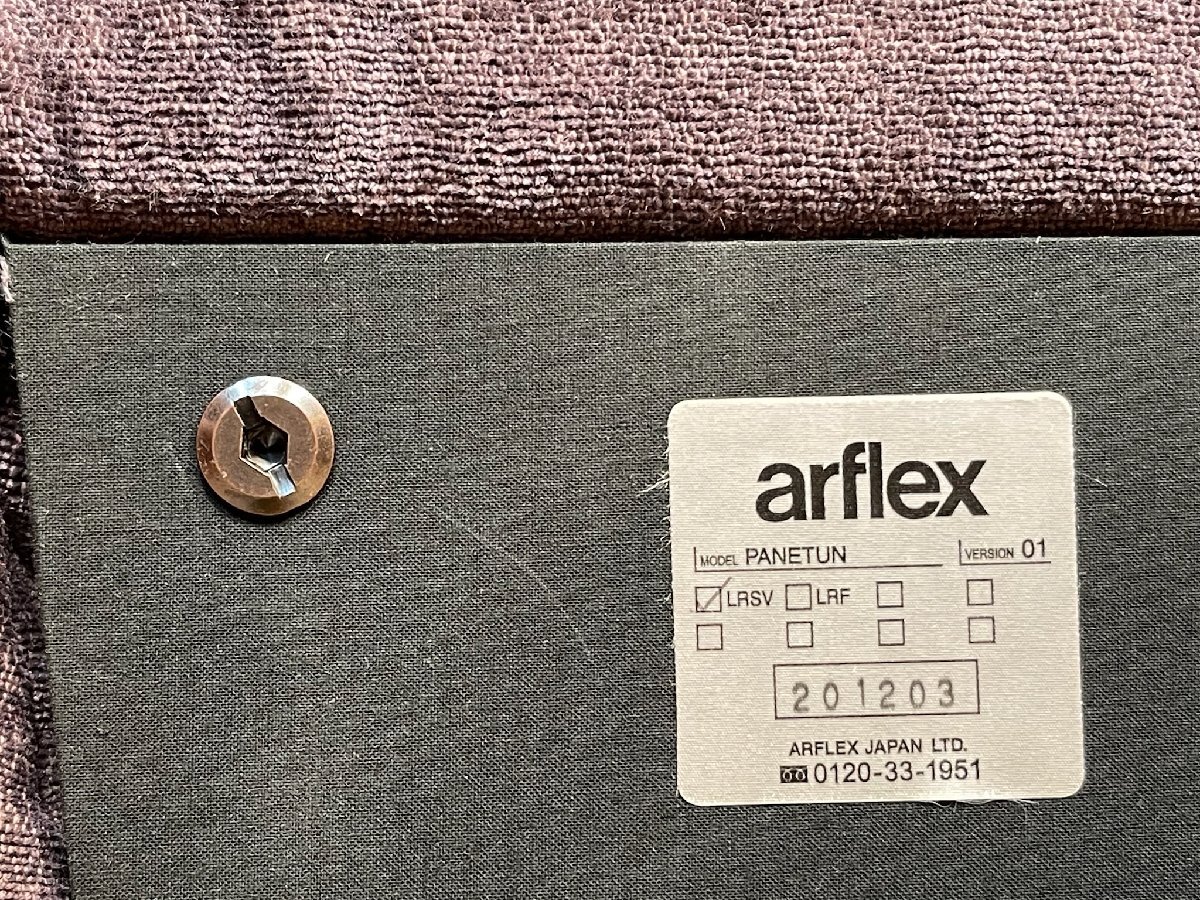 arflex
MODEL PANETUN VERSION 01
LRSV LRF
201203
ARFLEX JAPAN LTD.
0120-33-1951